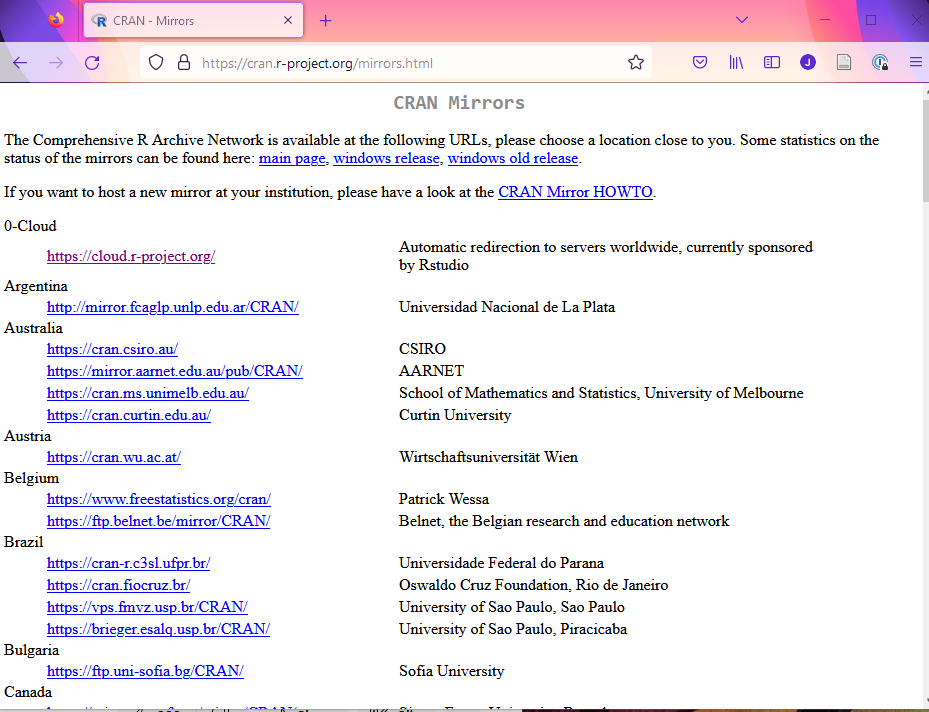 CRAN - Mirrors
https://cran.r-project.org/mirrors.html
J
CRAN Mirrors
The Comprehensive R Archive Network is available at the following URLs, please choose a location close to you. Some statistics on the
status of the mirrors can be found here: main page, windows release, windows old release.
If you want to host a new mirror at your institution, please have a look at the CRAN Mirror HOWTO.
0-Cloud
https://cloud.r-project.org/ Automatic redirection to servers worldwide, currently sponsored
by Rstudio
Argentina
http://mirror.fcaglp.unlp.edu.ar/CRAN/ Universidad Nacional de La Plata
Australia
https://cran.csiro.au/ CSIRO
https://mirror.aarnet.edu.au/pub/CRAN/ AARNET
https://cran.ms.unimelb.edu.au/ School of Mathematics and Statistics, University of Melbourne
https://cran.curtin.edu.au/ Curtin University
Austria
https://cran.wu.ac.at/ Wirtschaftsuniversität Wien
Belgium
https://www.freestatistics.org/cran/ Patrick Wessa
https://ftp.belnet.be/mirror/CRAN/ Belnet, the Belgian research and education network
Brazil
https://cran-r.c3sl.ufpr.br/ Universidade Federal do Parana
https://cran.fiocruz.br/ Oswaldo Cruz Foundation, Rio de Janeiro
https://vps.fmvz.usp.br/CRAN/ University of Sao Paulo, Sao Paulo
https://brieger.esalq.usp.br/CRAN/ University of Sao Paulo, Piracicaba
Bulgaria
https://ftp.uni-sofia.bg/CRAN/ Sofia University
Canada